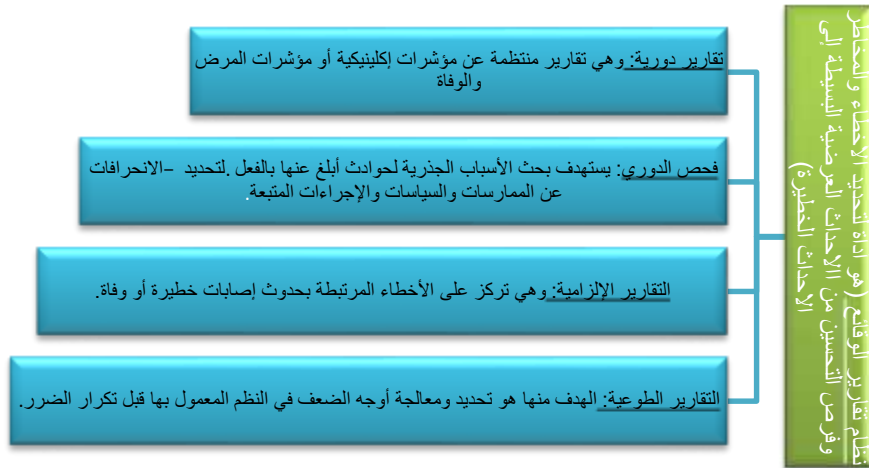 نظام تقارير الوقائع (هو اداة لتحديد الأخطاء والمخاطر
وفرص التحسين من االاحداث العرضية البسيطة إلى
الاحداث الخطيرة)
تقارير دورية: وهي تقارير منتظمة عن مؤشرات إكلينيكية أو مؤشرات المرض
والوفاة
فحص الدوري: يستهدف بحث الأسباب الجذرية لحوادث أبلغ عنها بالفعل .لتحديد –الانحرافات
عن الممارسات والسياسات والإجراءات المتبعة.
التقارير الإلزامية: وهي تركز على الأخطاء المرتبطة بحدوث إصابات خطيرة أو وفاة.
التقارير الطوعية: الهدف منها هو تحديد ومعالجة أوجه الضعف في النظم المعمول بها قبل تكرار الضرر.